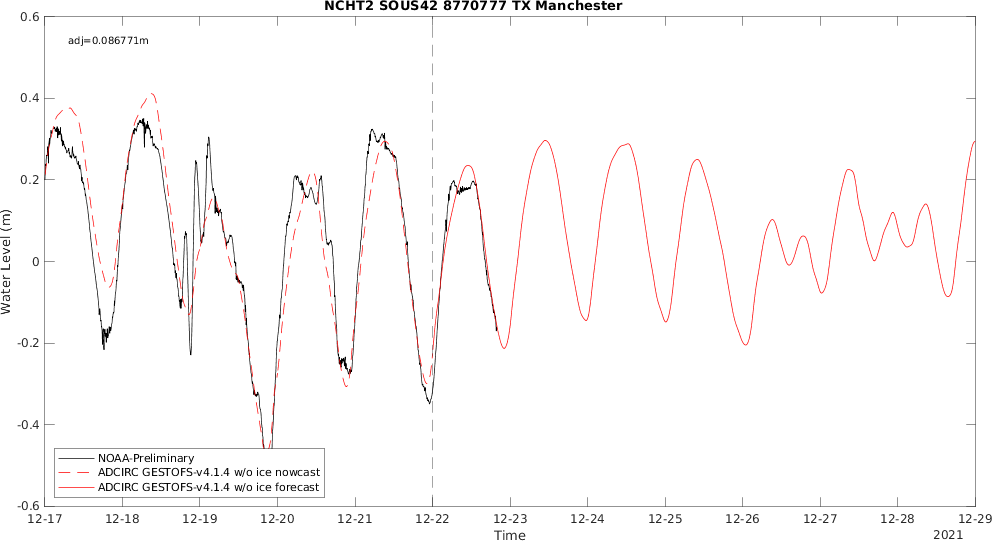 NCHT2 SOUS42 8770777 TX Manchester
adj=0.086771m
Water Level (m)
0.6
0.4
0.2
0
-0.2
-0.4
-0.6
NOAA-Preliminary
ADCIRC GESTOFS-v4.1.4 w/o ice nowcast
ADCIRC GESTOFS-v4.1.4 w/o ice forecast
12-17 12-18 12-19 12-20 12-21 12-22 12-23 12-24 12-25 12-26 12-27 12-28 12-29
Time
2021